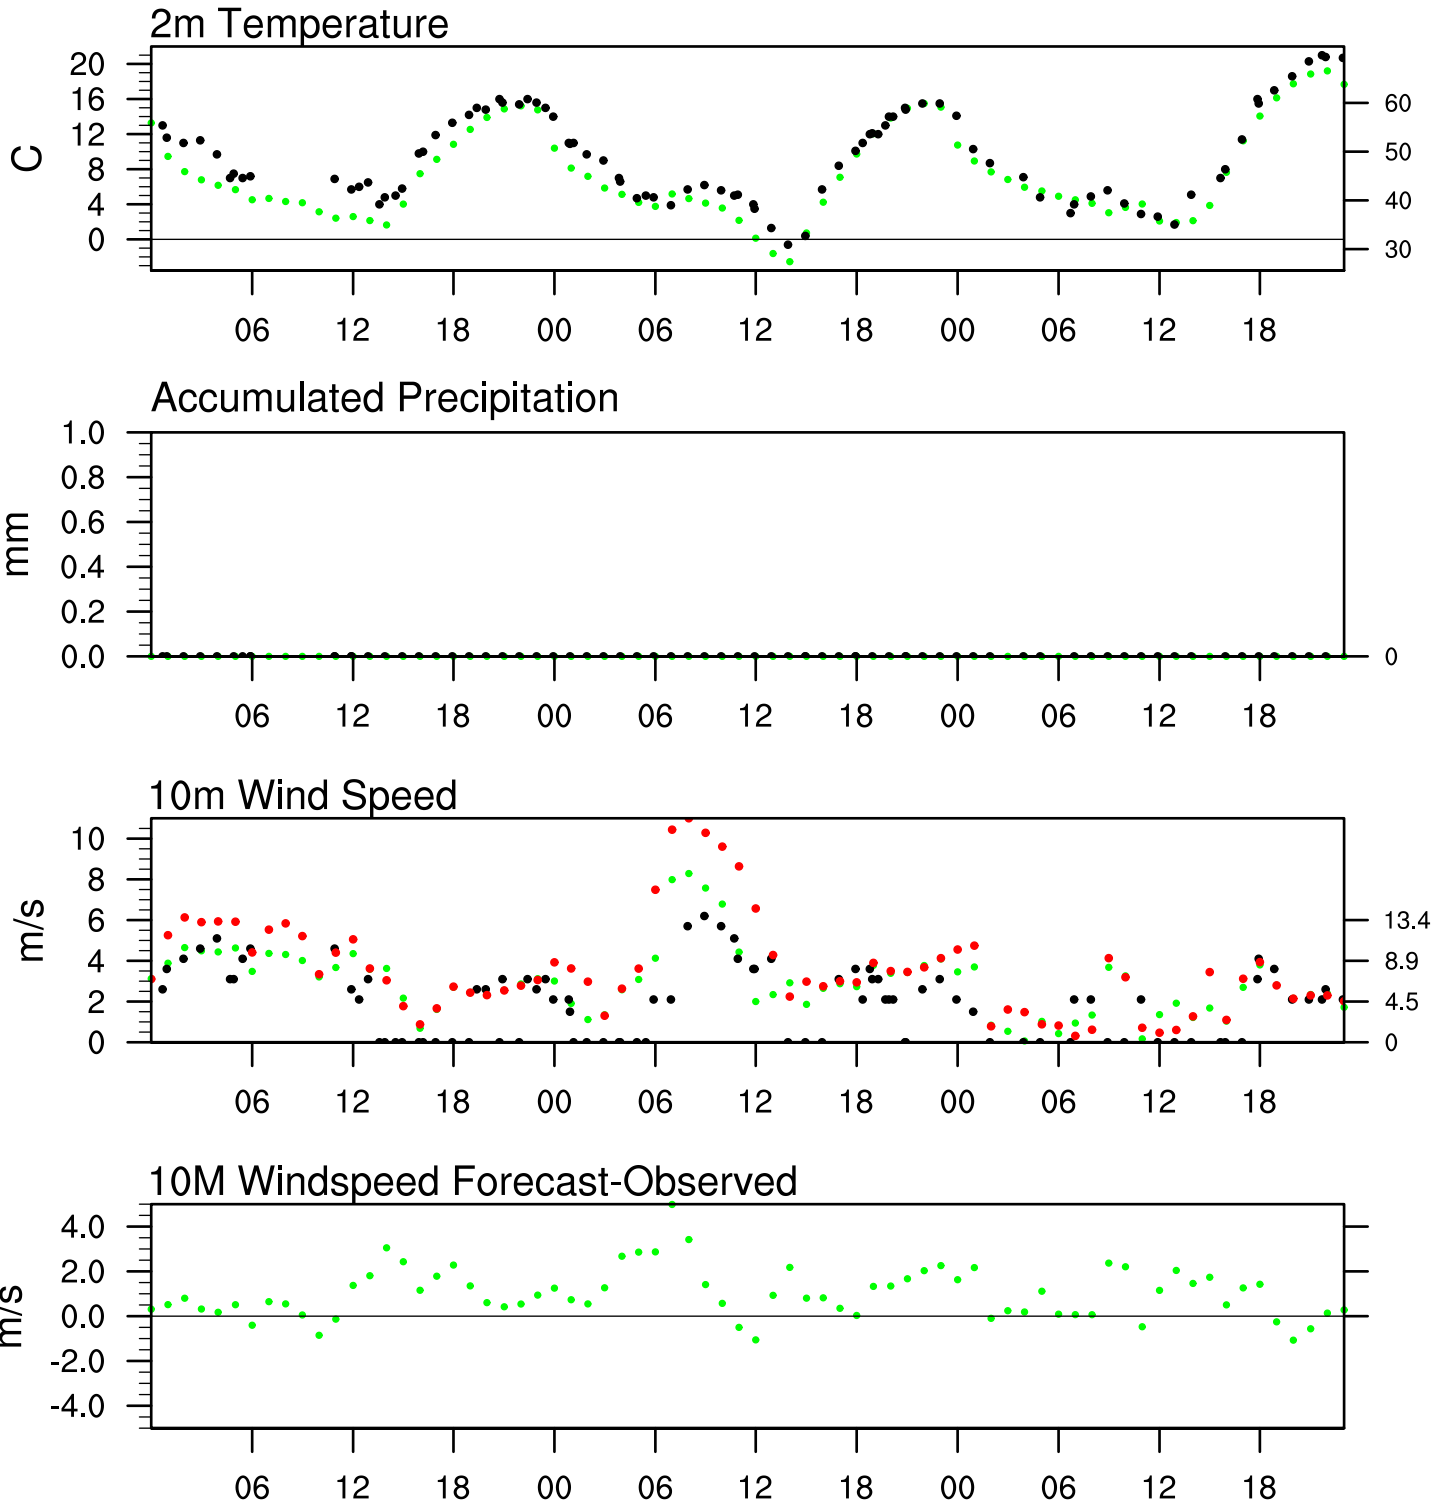 2m Temperature
20
16
12
8
4
0
C
60
50
40
30
06 12 18 00 06 12 18 00 06 12 18
Accumulated Precipitation
1.0
0.8
0.6
0.4
0.2
0.0
mm
0
06 12 18 00 06 12 18 00 06 12 18
10m Wind Speed
10
8
6
4
2
0
m/s
13.4
8.9
4.5
0
06 12 18 00 06 12 18 00 06 12 18
10M Windspeed Forecast-Observed
4.0
2.0
0.0
-2.0
-4.0
m/s
06 12 18 00 06 12 18 00 06 12 18